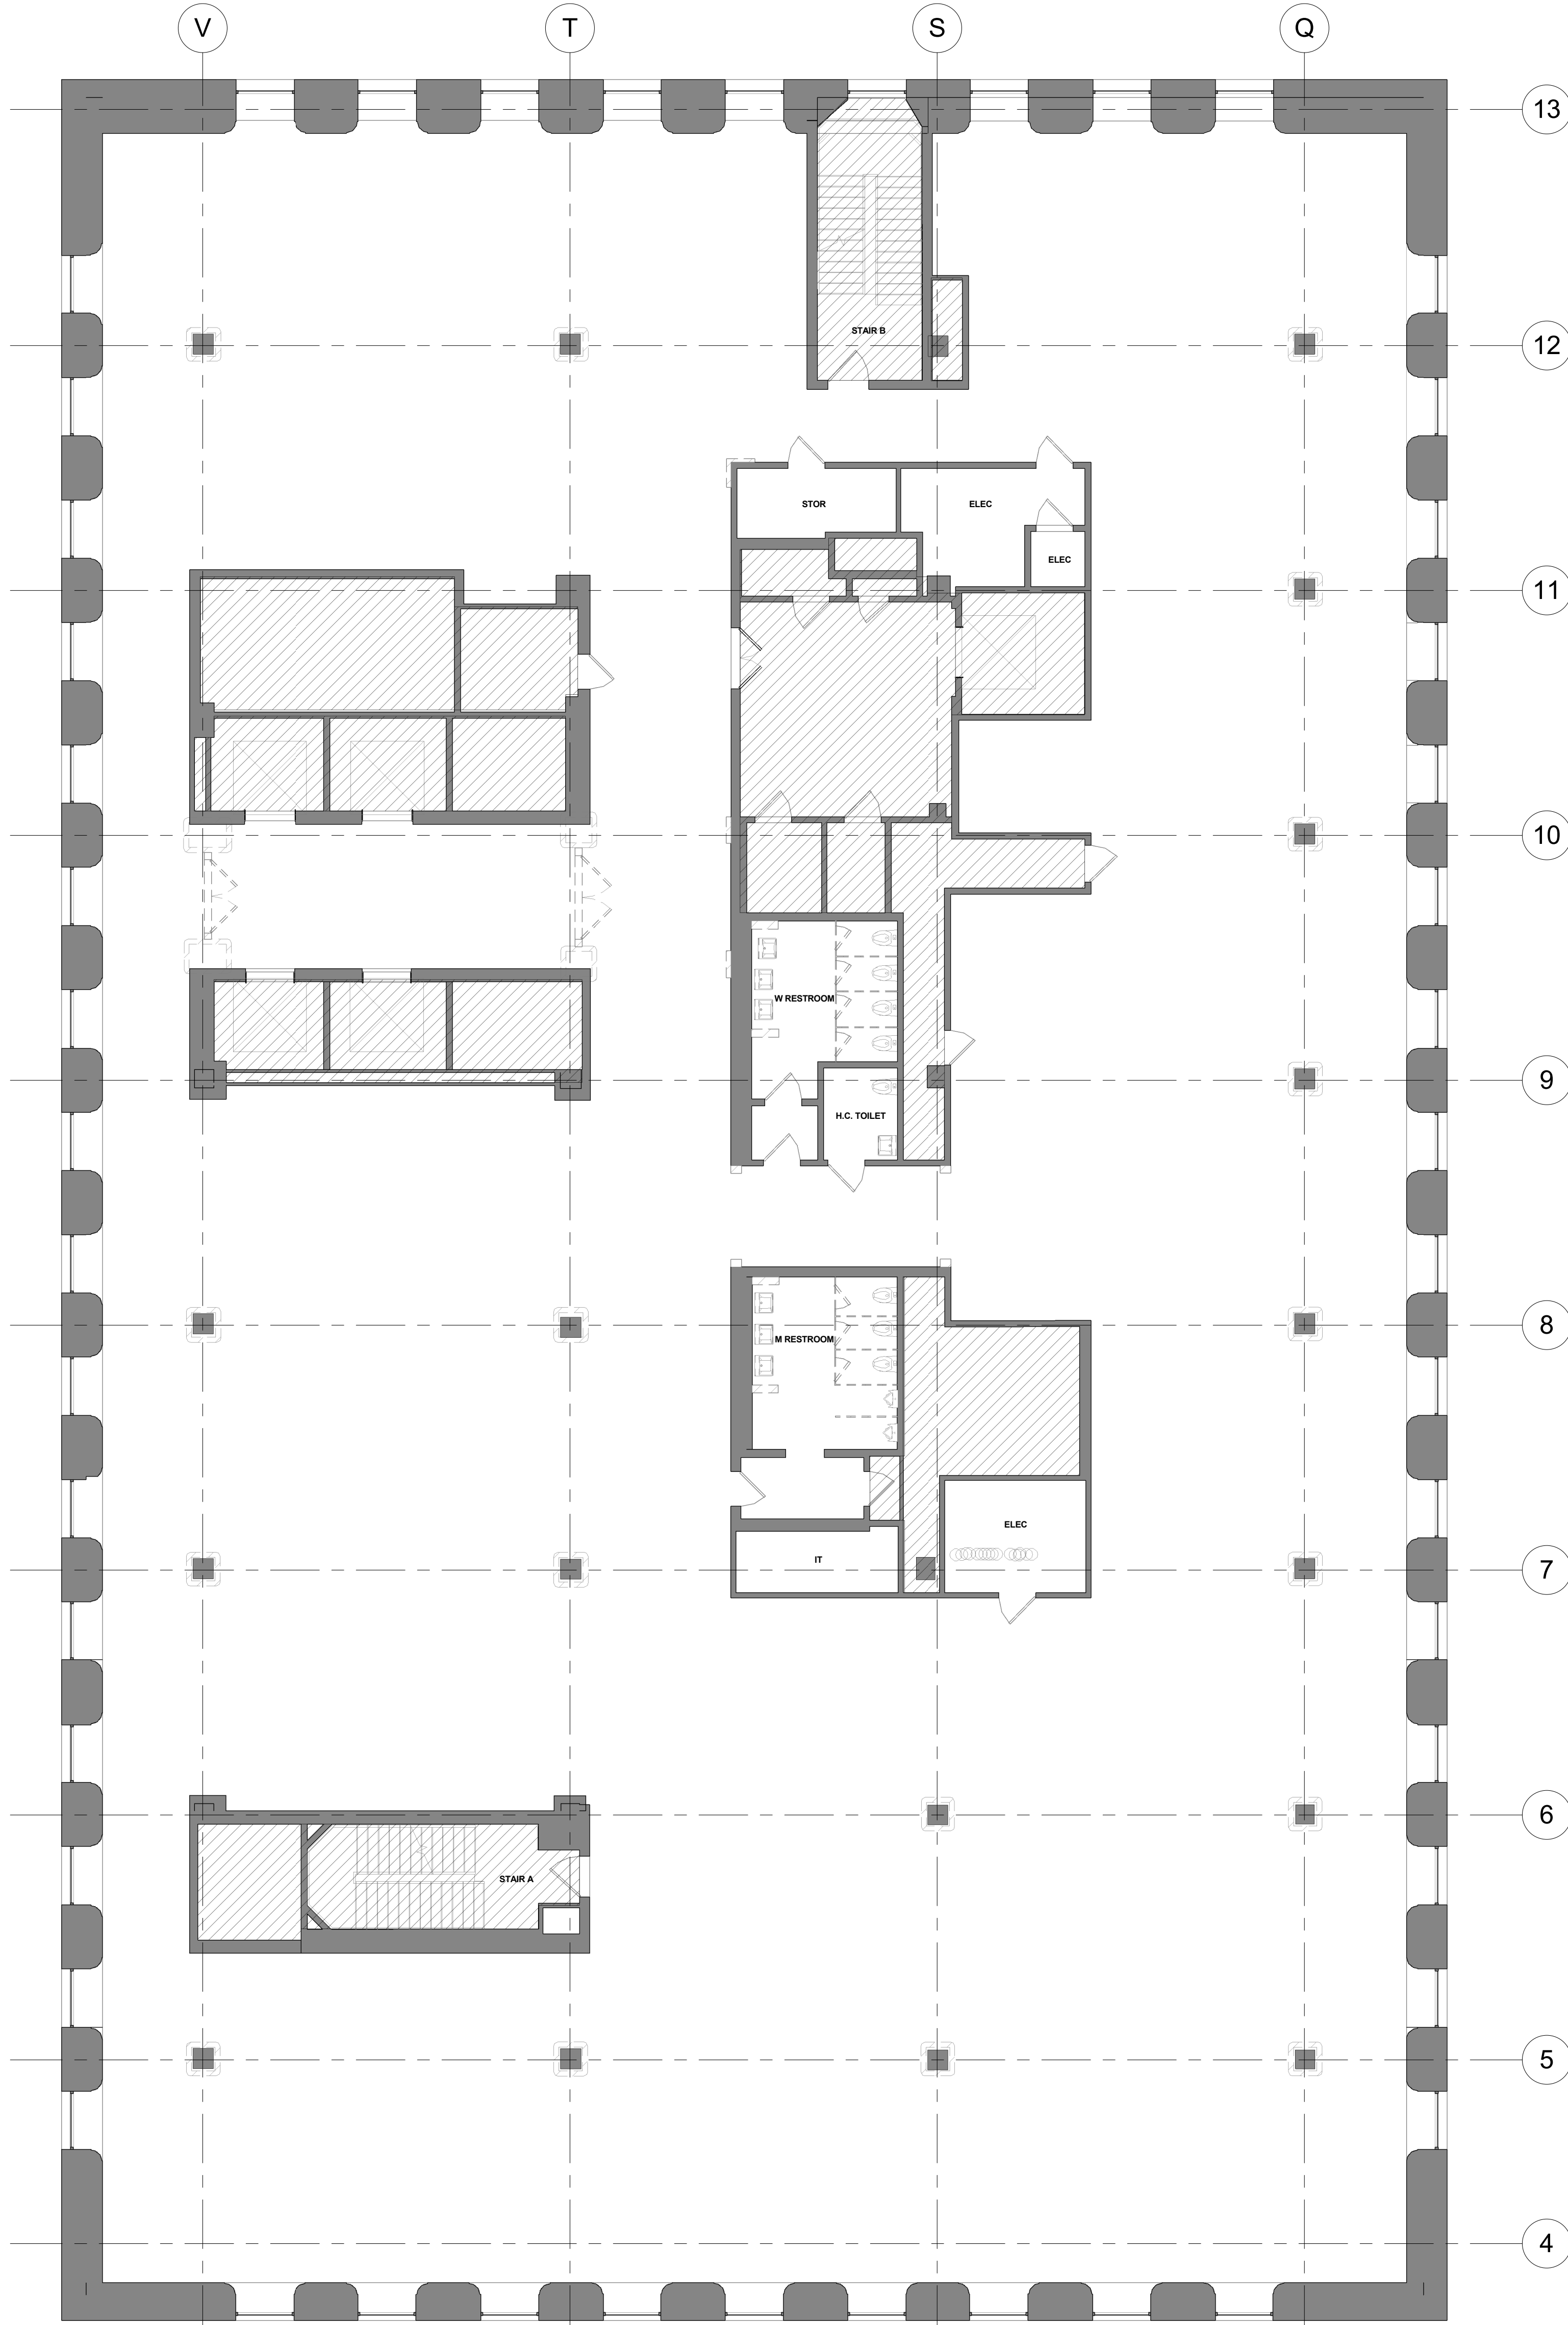 V T S Q
13
STAIR B
12
STOR
ELEC
ELEC
11
10
W RESTROOM
9
H.C. TOILET
8
M RESTROOM
ELEC
IT
7
6
STAIR A
5
4